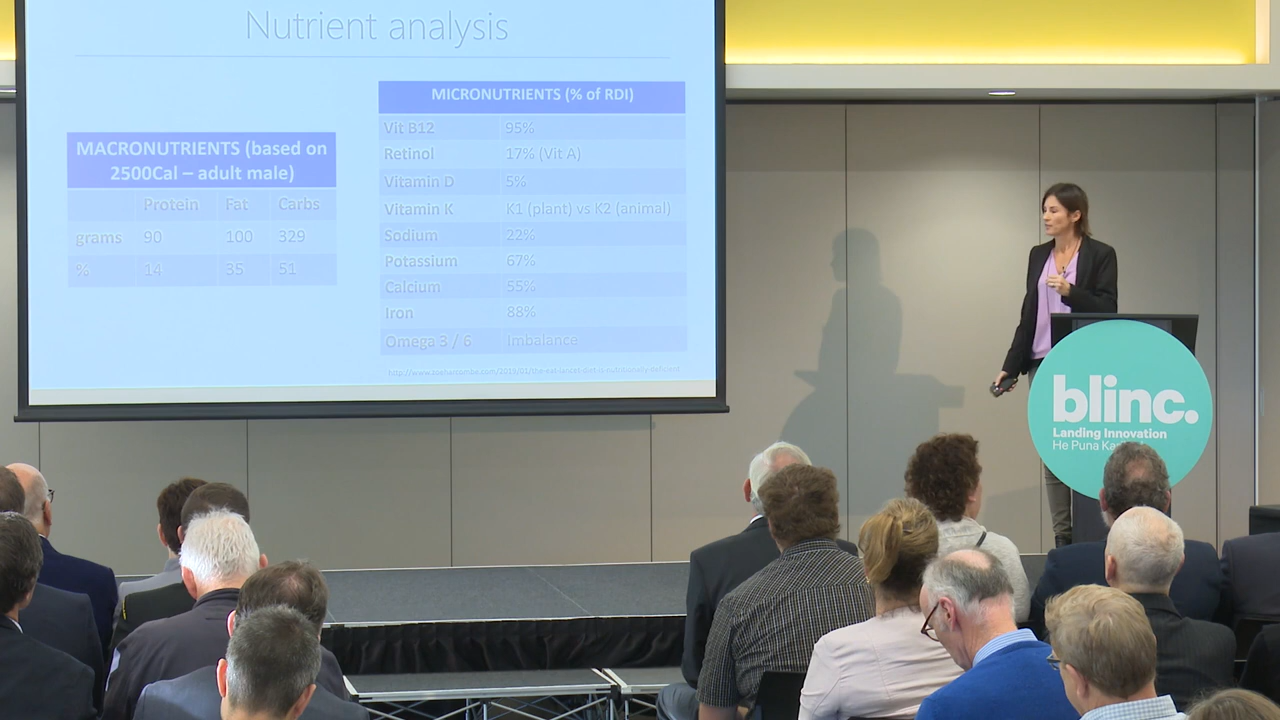 Nutrient analysis
MACRONUTRIENTS (based on
2500Cal – adult male)
Protein Fat Carbs
grams 90 100 329
% 14 35 51
MICRONUTRIENTS (% of RDI)
Vit B12 95%
Retinol 17% (Vit A)
Vitamin D 5%
Vitamin K K1 (plant) vs K2 (animal)
Sodium 22%
Potassium 67%
Calcium 55%
Iron 88%
Omega 3 / 6 Imbalance
blinc.
Landing Innovation
He Puna